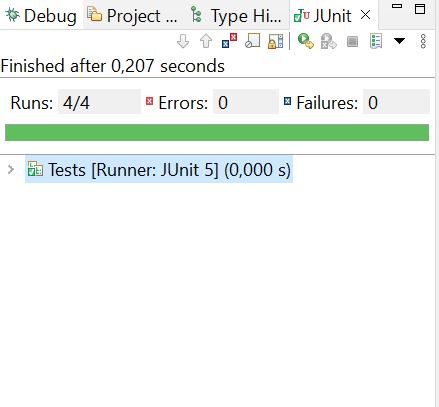 Debug Project ... Type Hi... JUnit
Finished after 0,207 seconds
Runs: 4/4 Errors: 0 Failures: 0
Tests [Runner: JUnit 5] (0,000 s)